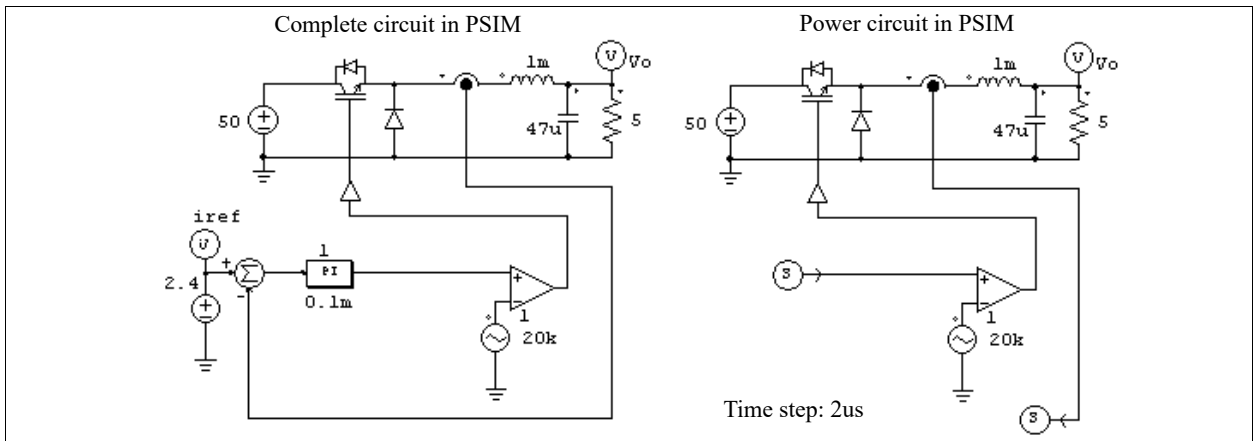 Complete circuit in PSIM
V
Vo
1m
50
47u
5
iref
V
2.4
+
-
Σ
1
PI
0.1m
+
-
1
20k
Power circuit in PSIM
V
Vo
1m
50
47u
5
S
+
-
1
20k
Time step: 2us
S